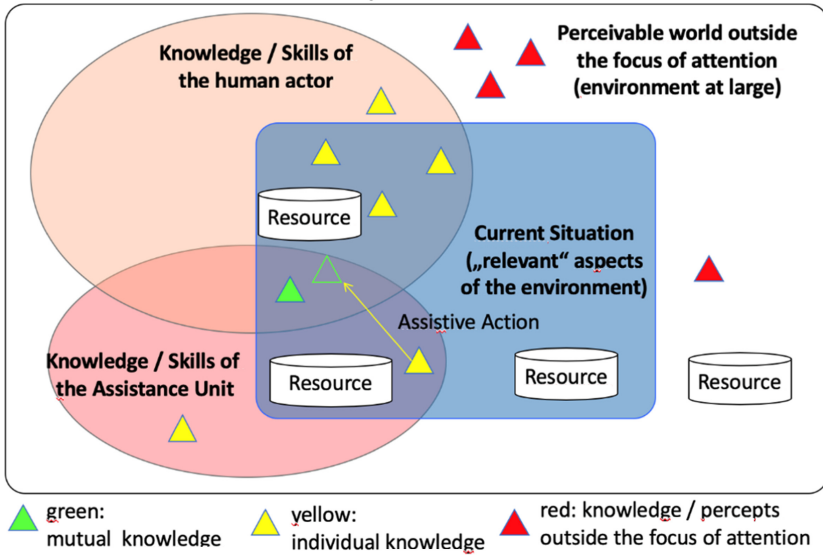 Knowledge / Skills of
the human actor
Perceivable world outside
the focus of attention
(environment at large)
Resource
Current Situation
(„relevant“ aspects
of the environment)
Assistive Action
Knowledge / Skills of
the Assistance Unit
Resource
Resource
Resource
green:
mutual knowledge
yellow:
individual knowledge
red: knowledge / percepts
outside the focus of attention